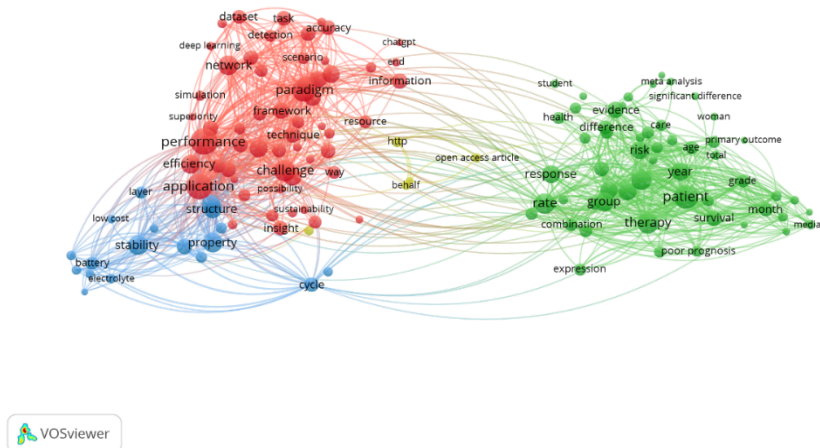 dataset
task
accuracy
detection
deep learning
chatgpt
scenario
end
network
information
paradigm
simulation
framework
superiority
resource
technique
performance
http
efficiency
challenge
way
application
possibility
behalf
open access article
layer
structure
sustainability
low cost
insight
stability
property
battery
electrolyte
cycle
student
meta analysis
significant difference
evidence
health
difference
care
woman
risk
primary outcome
age
total
response
year
grade
rate
group
patient
month
combination
therapy
survival
media
poor prognosis
expression
VOSviewer